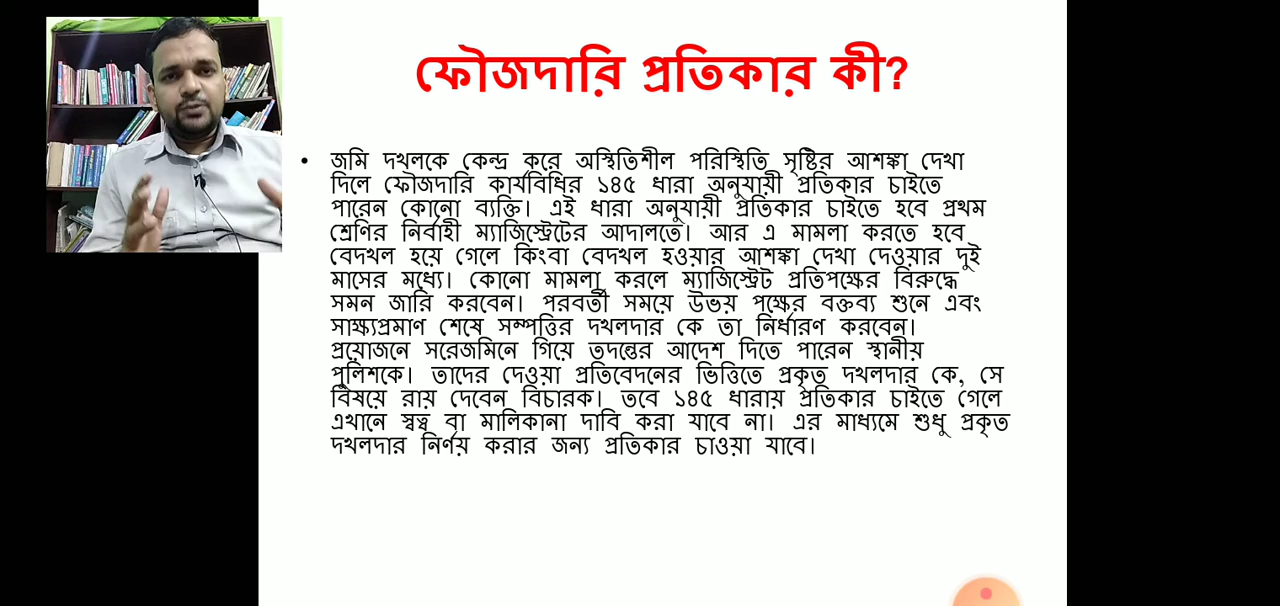 ফৌজদারি প্রতিকার কী?
• জমি দখলকে কেন্দ্র করে অস্থিতিশীল পরিস্থিতি সৃষ্টির আশঙ্কা দেখা
দিলে ফৌজদারি কার্যবিধির ১৪৫ ধারা অনুযায়ী প্রতিকার চাইতে
পারেন কোনো ব্যক্তি। এই ধারা অনুযায়ী প্রতিকার চাইতে হবে প্রথম
শ্রেণির নির্বাহী ম্যাজিস্ট্রেটের আদালতে। আর এ মামলা করতে হবে
বেদখল হয়ে গেলে কিংবা বেদখল হওয়ার আশঙ্কা দেখা দেওয়ার দুই
মাসের মধ্যে। কোনো মামলা করলে ম্যাজিস্ট্রেট প্রতিপক্ষের বিরুদ্ধে
সমন জারি করবেন। পরবর্তী সময়ে উভয় পক্ষের বক্তব্য শুনে এবং
সাক্ষ্যপ্রমাণ শেষে সম্পত্তির দখলদার কে তা নির্ধারণ করবেন।
প্রয়োজনে সরেজমিনে গিয়ে তদন্তের আদেশ দিতে পারেন স্থানীয়
পুলিশকে। তাদের দেওয়া প্রতিবেদনের ভিত্তিতে প্রকৃত দখলদার কে, সে
বিষয়ে রায় দেবেন বিচারক। তবে ১৪৫ ধারায় প্রতিকার চাইতে গেলে
এখানে স্বত্ব বা মালিকানা দাবি করা যাবে না। এর মাধ্যমে শুধু প্রকৃত
দখলদার নির্ণয় করার জন্য প্রতিকার চাওয়া যাবে।